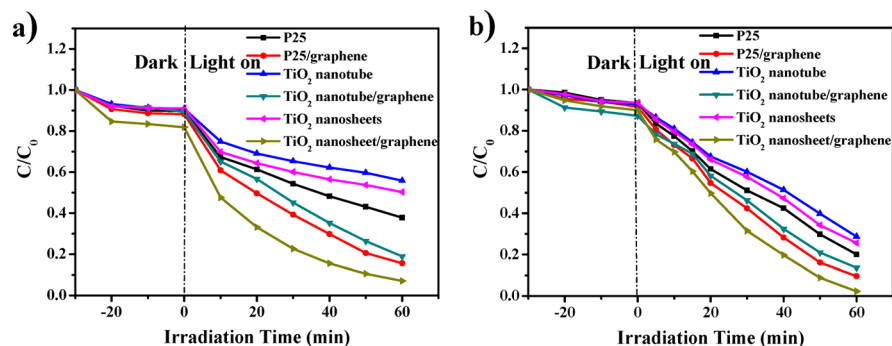 a)
1.2
1.0
0.8
0.6
0.4
0.2
0.0
C/C₀
Dark
Light on
P25
P25/graphene
TiO₂ nanotube
TiO₂ nanotube/graphene
TiO₂ nanosheets
TiO₂ nanosheet/graphene
-20 0 20 40 60
Irradiation Time (min)
b)
1.2
1.0
0.8
0.6
0.4
0.2
0.0
C/C₀
Dark
Light on
P25
P25/graphene
TiO₂ nanotube
TiO₂ nanotube/graphene
TiO₂ nanosheets
TiO₂ nanosheet/graphene
-20 0 20 40 60
Irradiation Time (min)